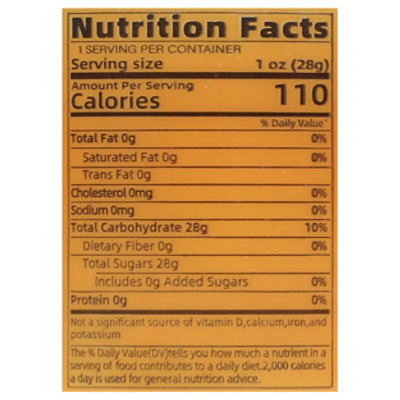 Nutrition Facts
1 SERVING PER CONTAINER
Serving size 1 oz (28g)
Amount Per Serving
Calories 110
% Daily Value*
Total Fat 0g 0%
Saturated Fat 0g 0%
Trans Fat 0g
Cholesterol 0mg 0%
Sodium 0mg 0%
Total Carbohydrate 28g 10%
Dietary Fiber 0g 0%
Total Sugars 28g
Includes 0g Added Sugars 0%
Protein 0g 0%
Not a significant source of vitamin D,calcium,iron,and
potassium
The % Daily Value(DV)tells you how much a nutrient in a
serving of food contributes to a daily diet.2,000 calories
a day is used for general nutrition advice.